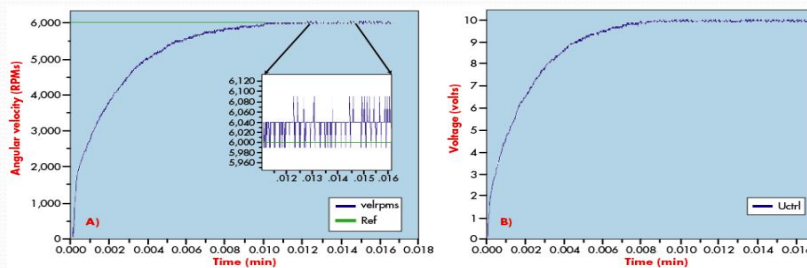 6,000
5,000
4,000
3,000
2,000
1,000
0
Angular velocity (RPMs)
6,120
6,100
6,080
6,060
6,040
6,020
6,000
5,980
5,960
.012 .013 .014 .015 .016
A)
velrpms
Ref
0.000 0.002 0.004 0.006 0.008 0.010 0.012 0.014 0.016 0.018
Time (min)
10
9
8
7
6
5
4
3
2
1
0
Voltage (volts)
B)
Uctrl
0.000 0.002 0.004 0.006 0.008 0.010 0.012 0.014
Time (min)